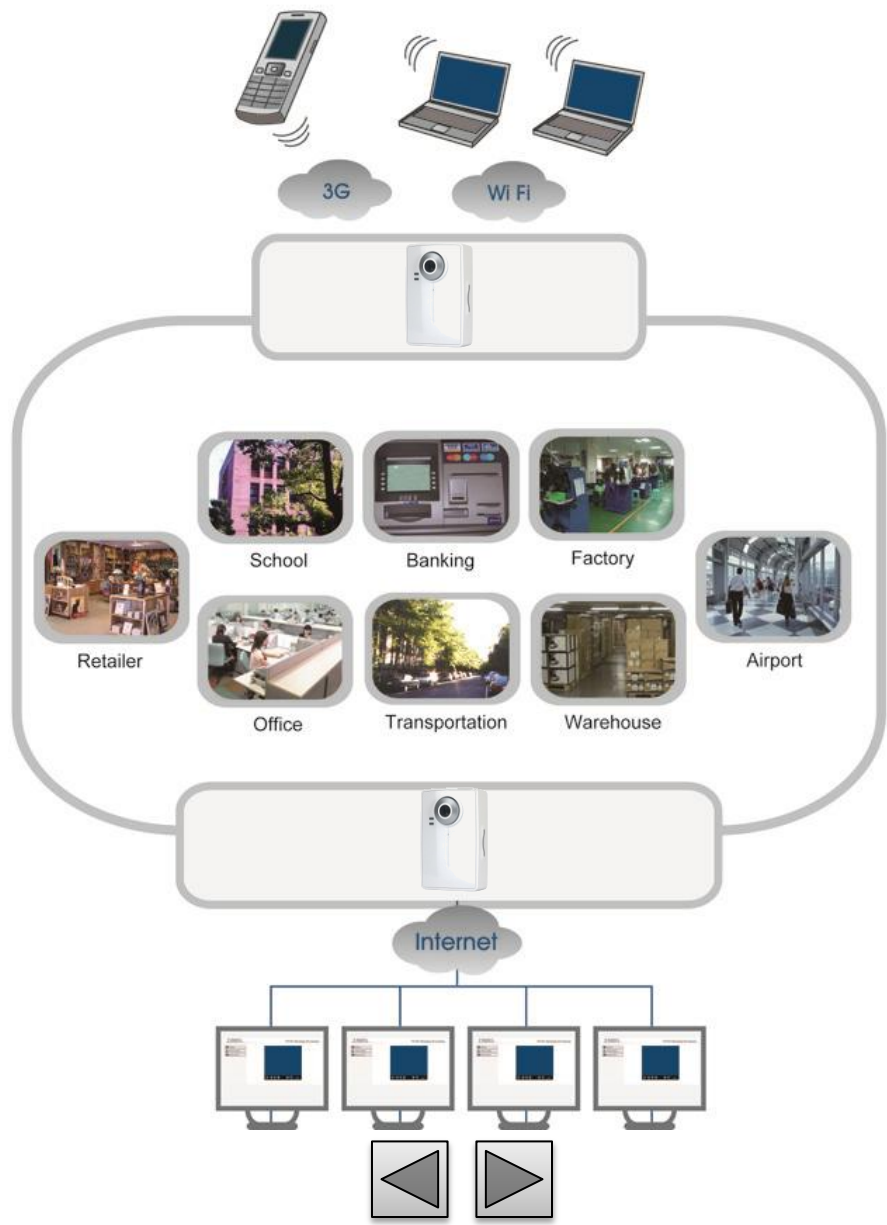 3G
Wi Fi
School
Banking
Factory
Retailer
Airport
Office
Transportation
Warehouse
Internet